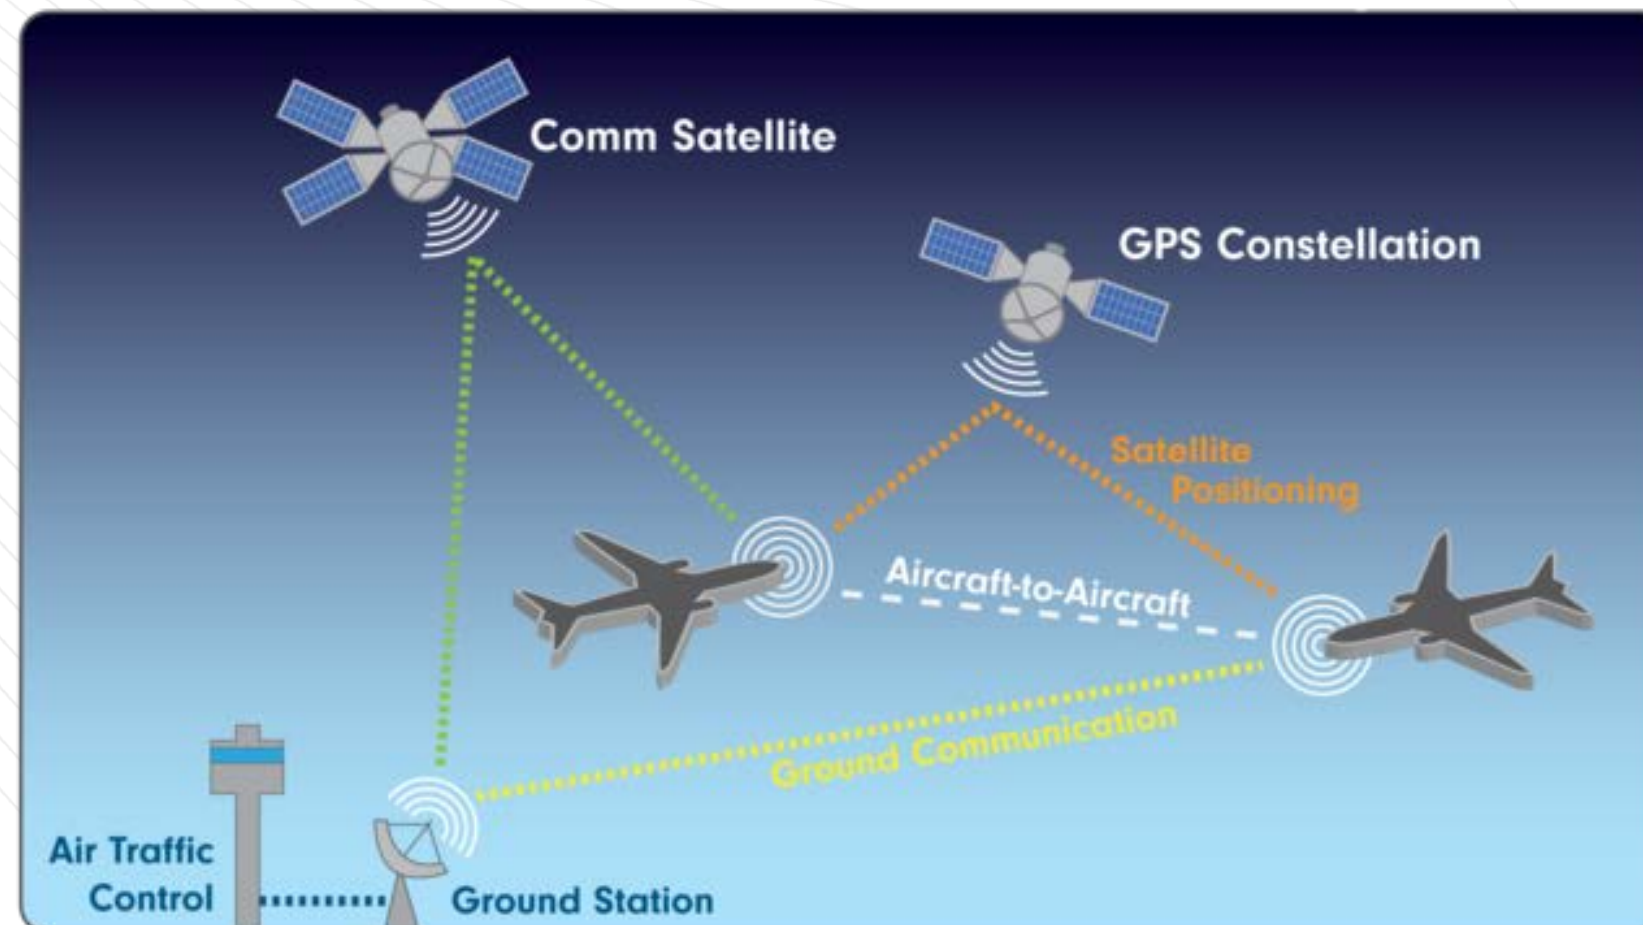 Comm Satellite
GPS Constellation
Satellite
Positioning
Aircraft-to-Aircraft
Ground Communication
Air Traffic
Control
Ground Station